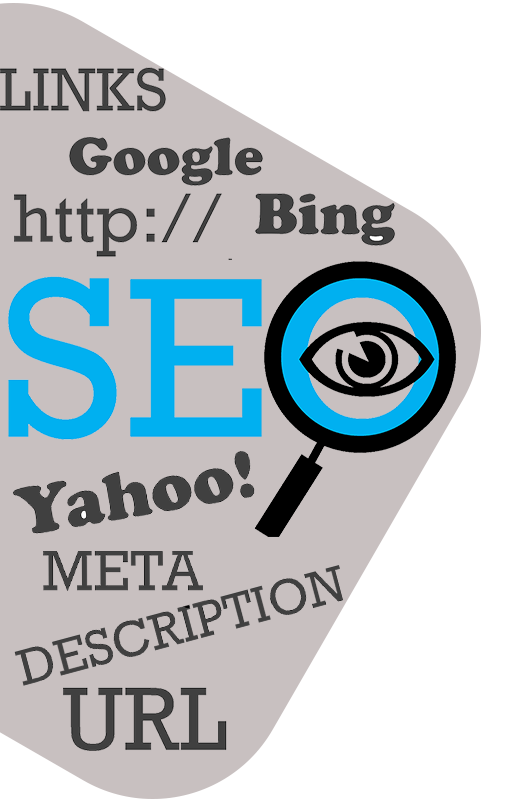 LINKS
Google
http:// Bing
SEO
Yahoo!
META
DESCRIPTION
URL